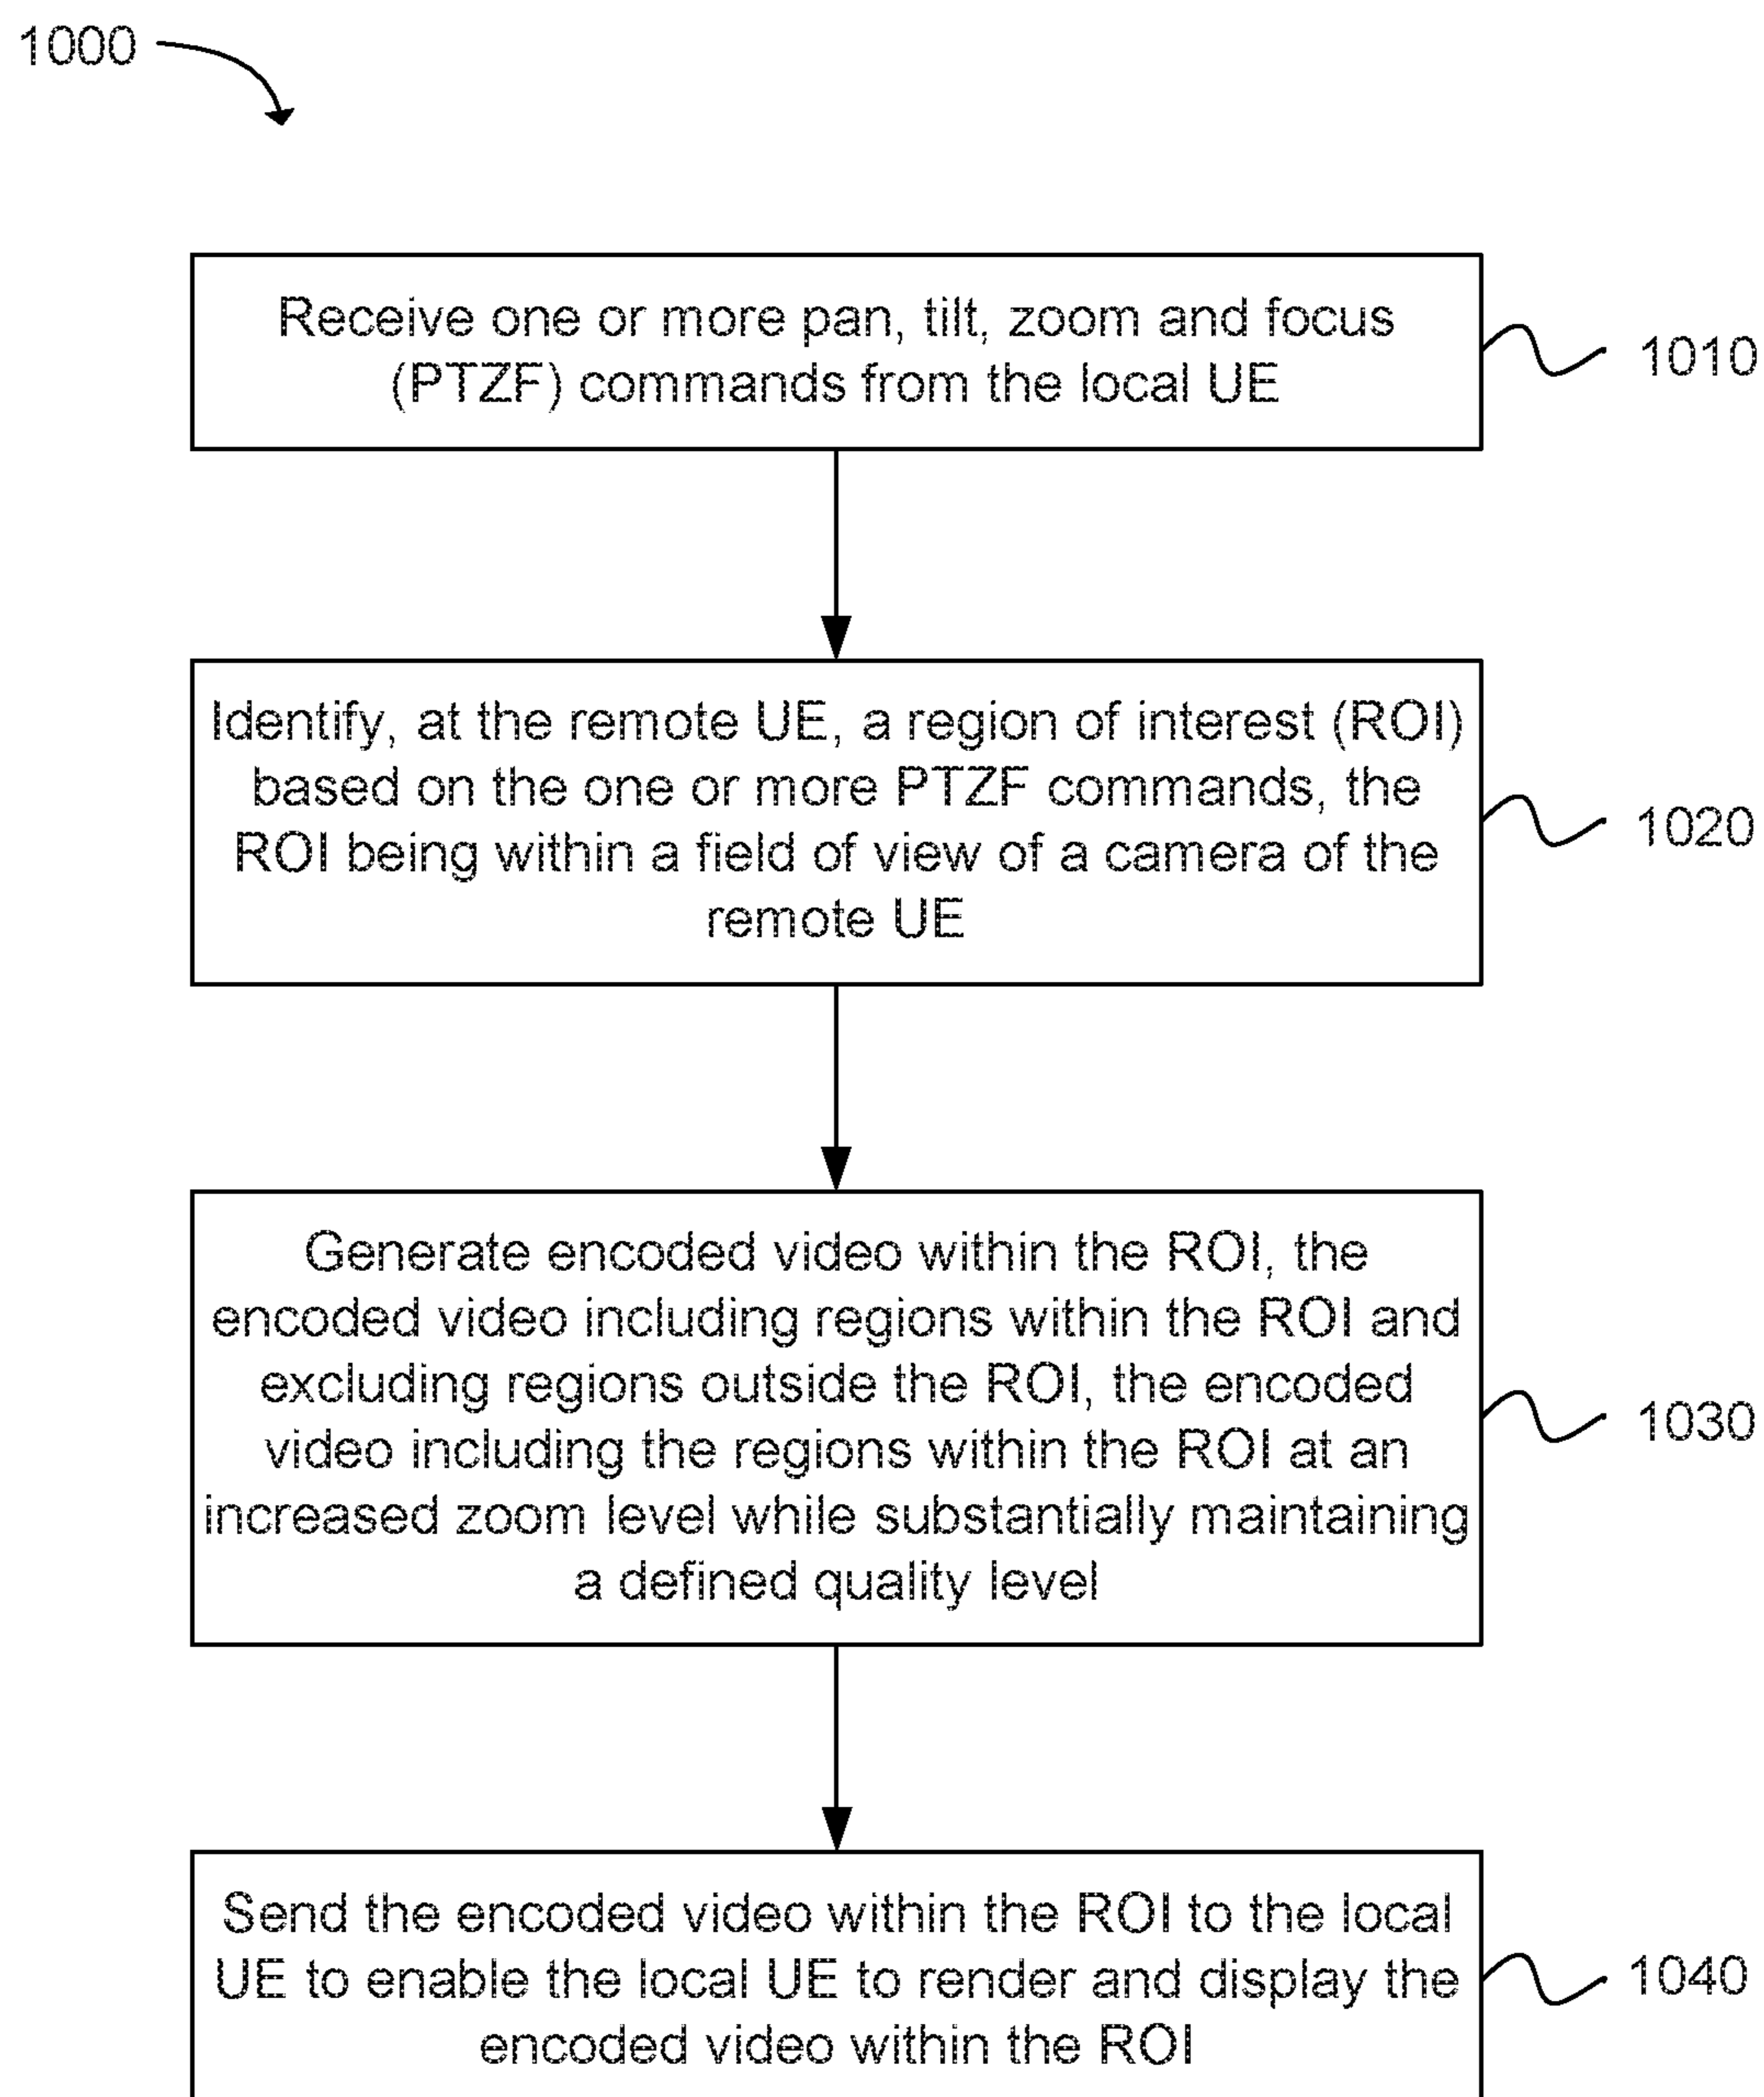 1000
Receive one or more pan, tilt, zoom and focus
(PTZF) commands from the local UE
1010
Identify, at the remote UE, a region of interest (ROI)
based on the one or more PTZF commands, the
ROI being within a field of view of a camera of the
remote UE
1020
Generate encoded video within the ROI, the
encoded video including regions within the ROI and
excluding regions outside the ROI, the encoded
video including the regions within the ROI at an
increased zoom level while substantially maintaining
a defined quality level
1030
Send the encoded video within the ROI to the local
UE to enable the local UE to render and display the
encoded video within the ROI
1040